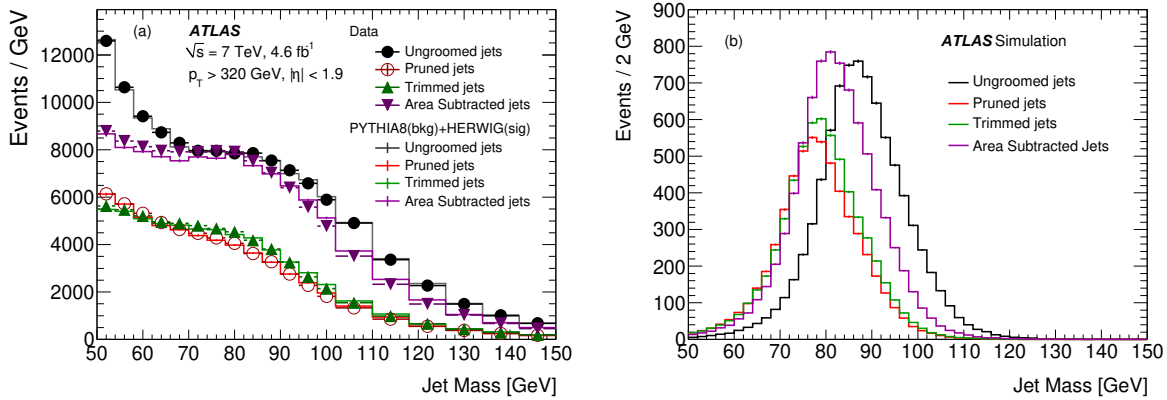 (a)
ATLAS
√s = 7 TeV, 4.6 fb¹
p_T > 320 GeV, |η| < 1.9
Data
Ungroomed jets
Pruned jets
Trimmed jets
Area Subtracted jets
PYTHIA8(bkg)+HERWIG(sig)
Ungroomed jets
Pruned jets
Trimmed jets
Area Subtracted jets
Events / GeV
12000
10000
8000
6000
4000
2000
0
50 60 70 80 90 100 110 120 130 140 150
Jet Mass [GeV]
(b)
ATLAS Simulation
Ungroomed jets
Pruned jets
Trimmed jets
Area Subtracted Jets
Events / 2 GeV
900
800
700
600
500
400
300
200
100
0
50 60 70 80 90 100 110 120 130 140 150
Jet Mass [GeV]